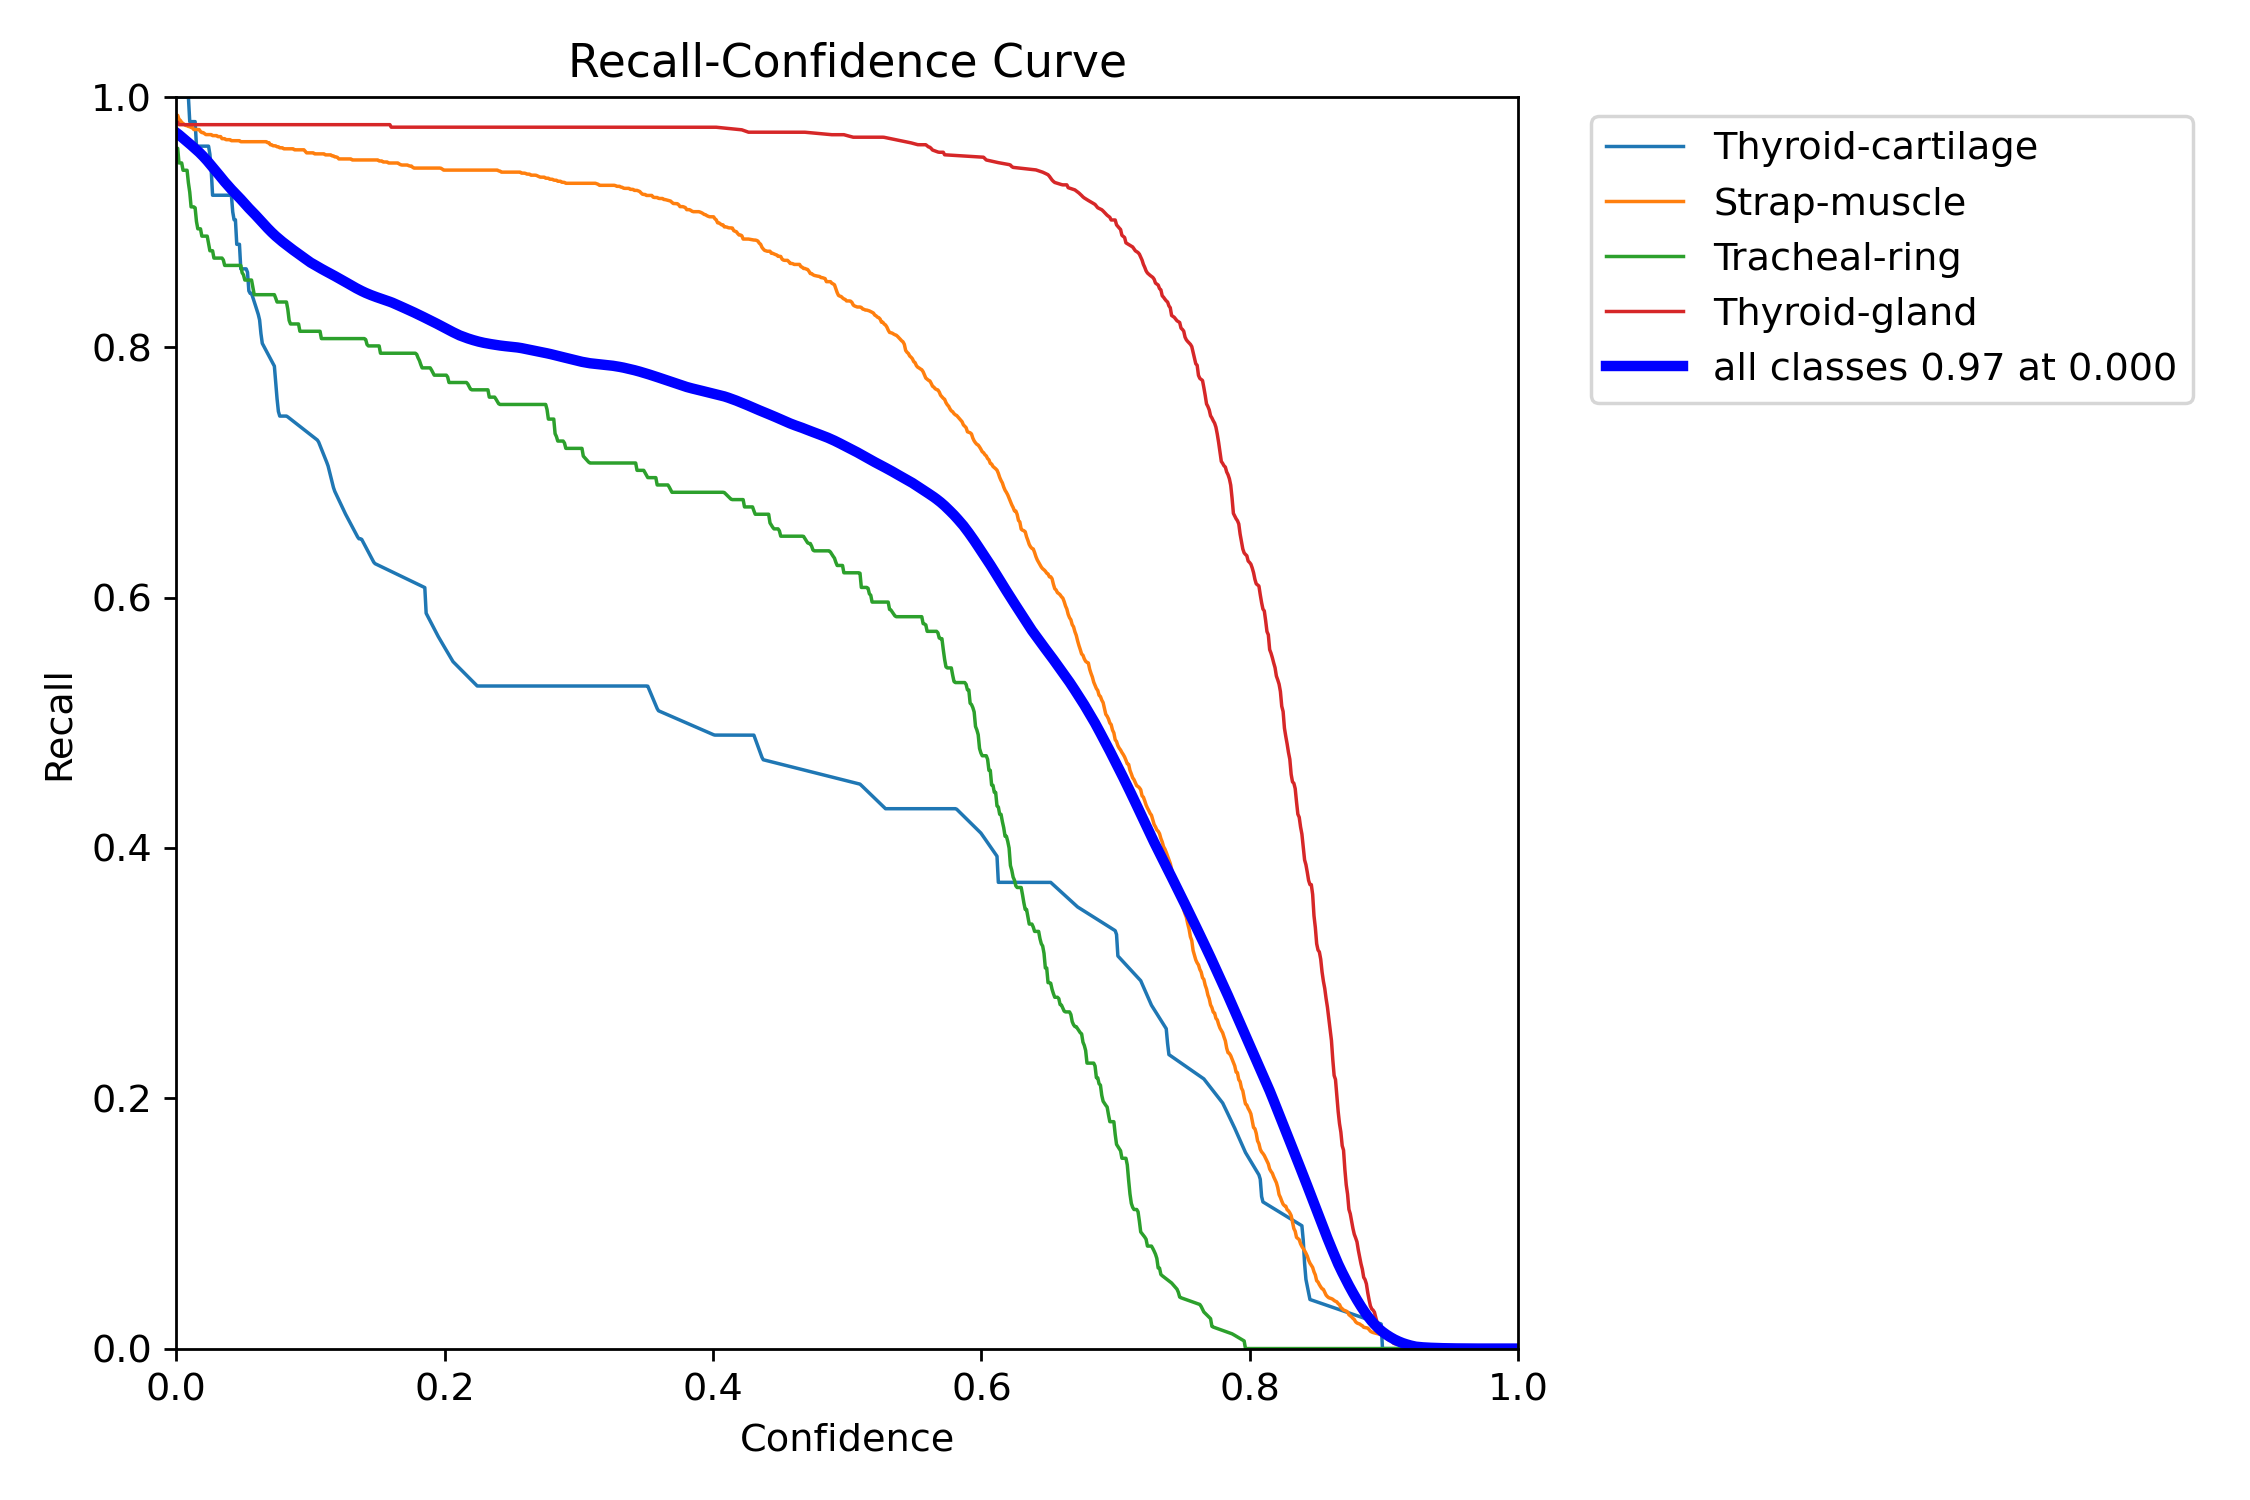 Recall-Confidence Curve
1.0
0.8
0.6
0.4
0.2
0.0
Recall
0.0 0.2 0.4 0.6 0.8 1.0
Confidence
Thyroid-cartilage
Strap-muscle
Tracheal-ring
Thyroid-gland
all classes 0.97 at 0.000